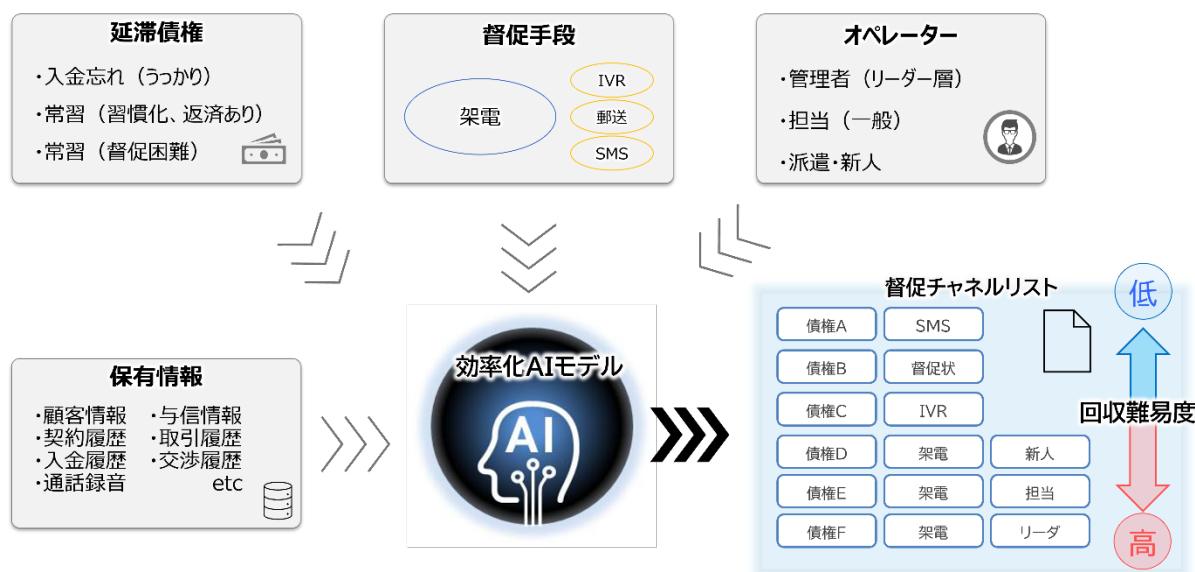 延滞債権
・入金忘れ（うっかり）
・常習（習慣化、返済あり）
・常習（督促困難）
督促手段
架電
IVR
郵送
SMS
オペレーター
・管理者（リーダー層）
・担当（一般）
・派遣・新人
保有情報
・顧客情報 ・与信情報
・契約履歴 ・取引履歴
・入金履歴 ・交渉履歴
・通話録音 etc
効率化AIモデル
AI
督促チャネルリスト
債権A SMS
債権B 督促状
債権C IVR
債権D 架電 新人
債権E 架電 担当
債権F 架電 リーダ
低
回収難易度
高